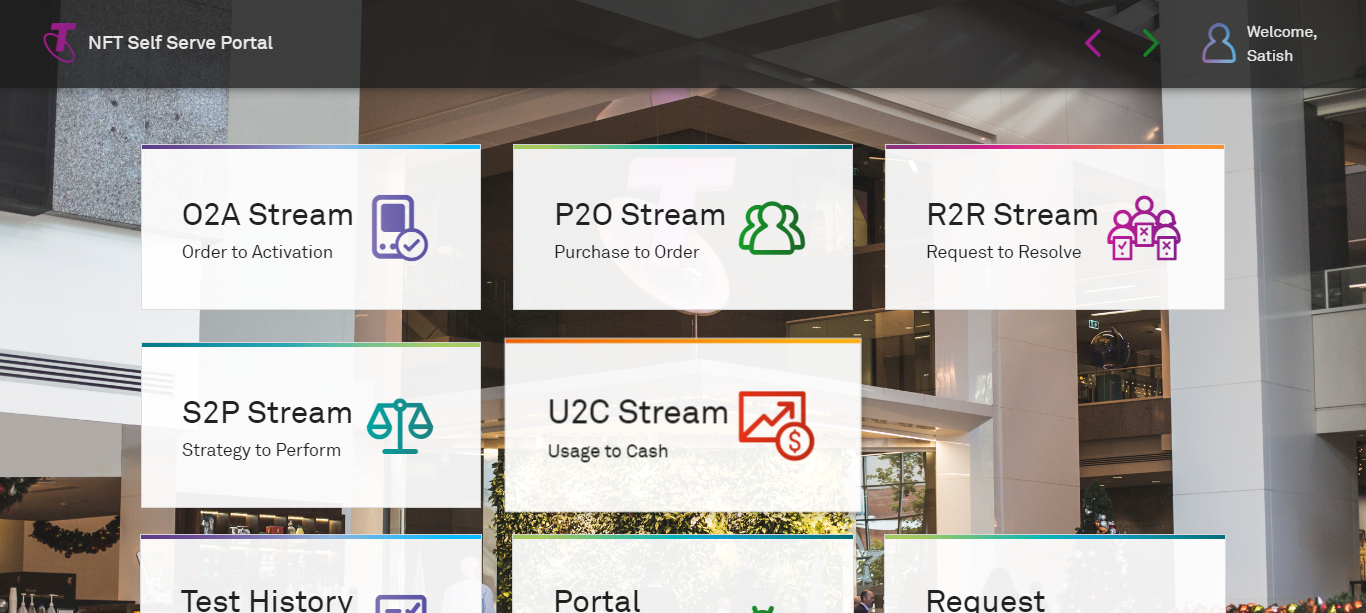 NFT Self Serve Portal
Welcome,
Satish
O2A Stream
Order to Activation
P2O Stream
Purchase to Order
R2R Stream
Request to Resolve
S2P Stream
Strategy to Perform
U2C Stream
Usage to Cash
Test History
Portal
Request